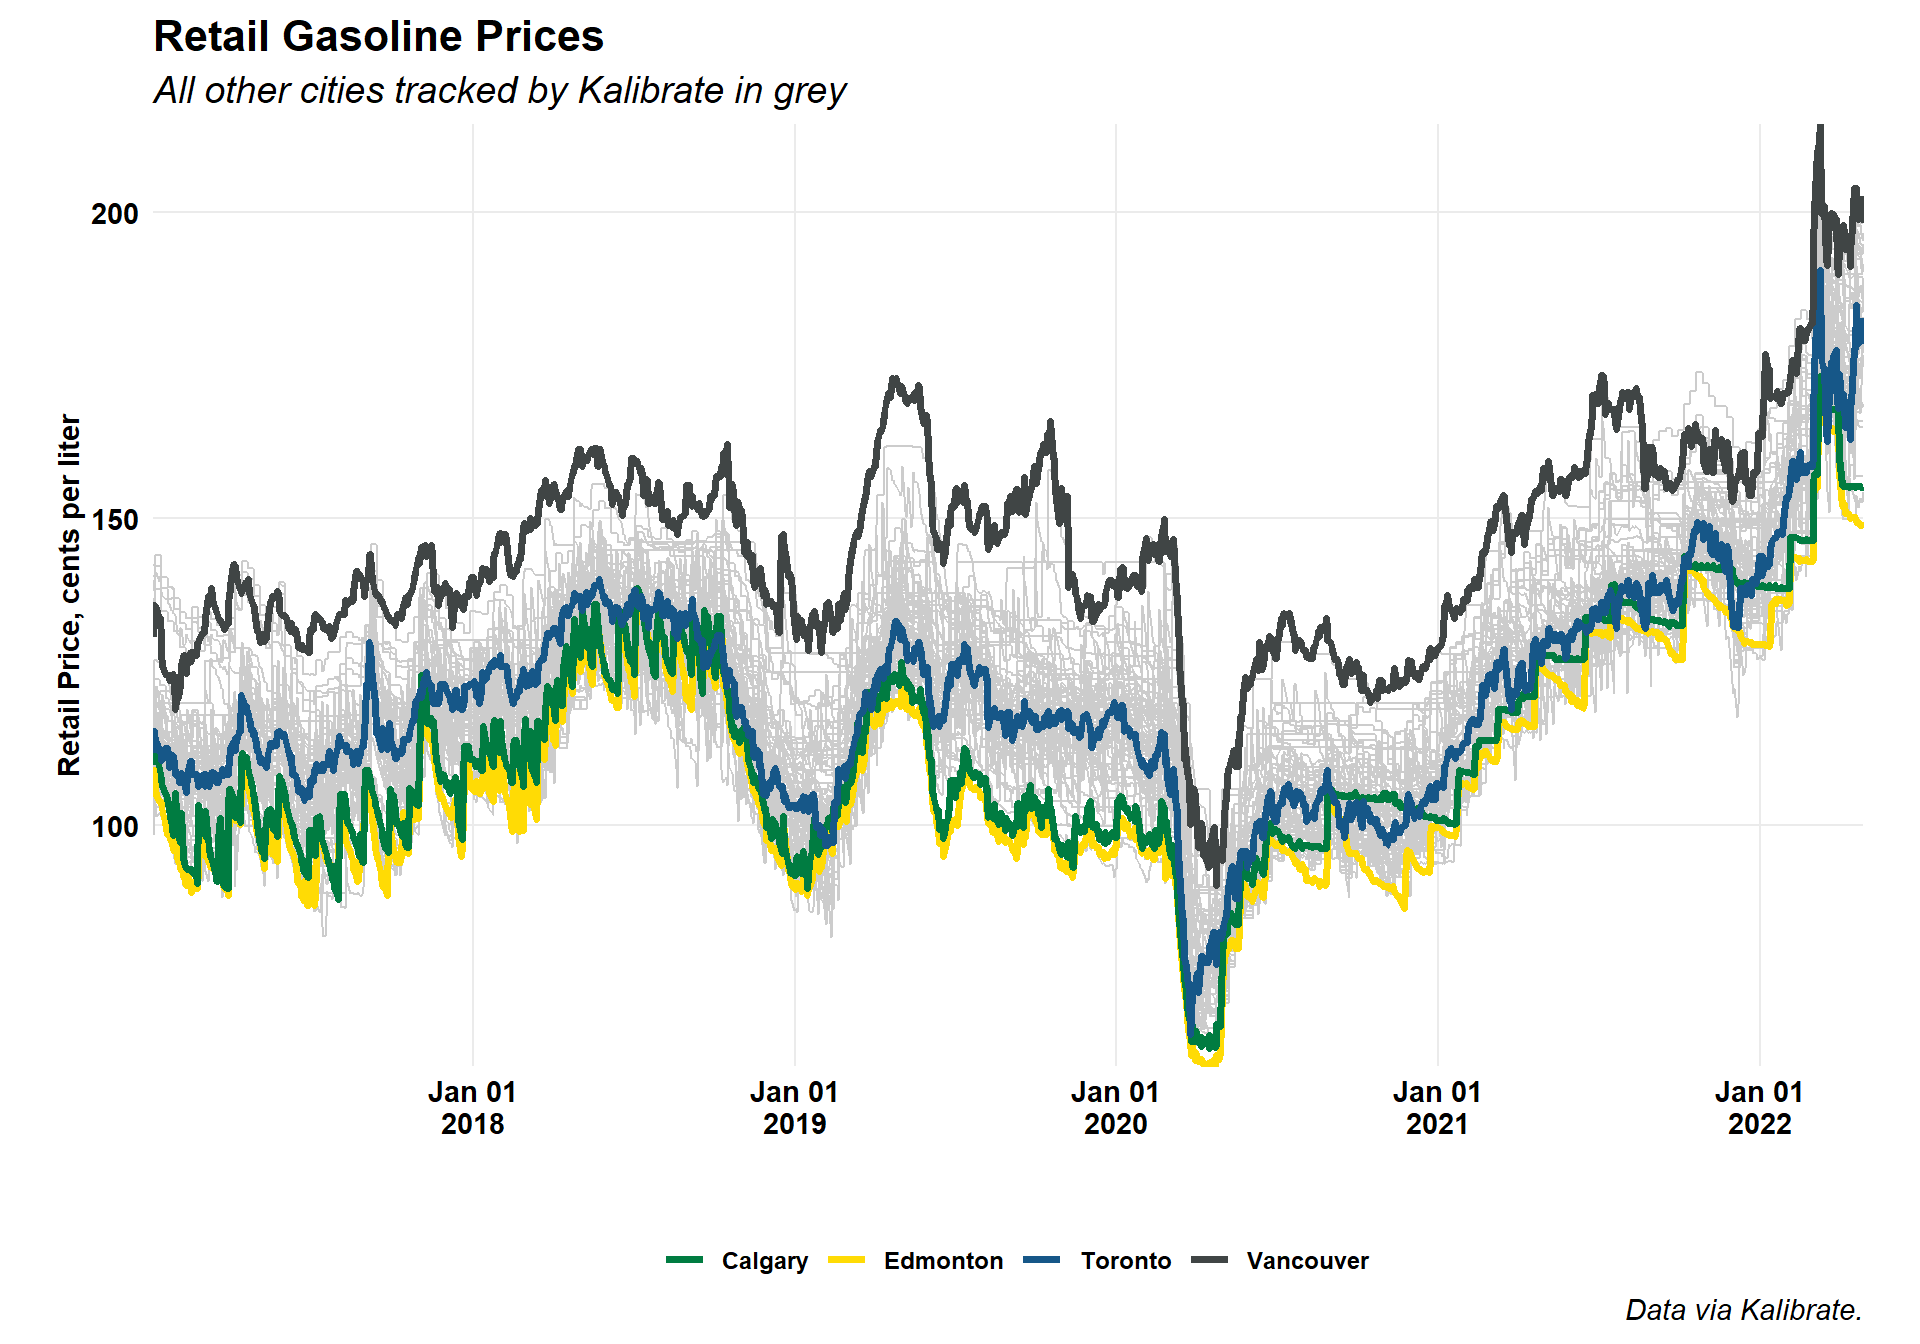 Retail Gasoline Prices
All other cities tracked by Kalibrate in grey
Retail Price, cents per liter
200
150
100
Jan 01
2018
Jan 01
2019
Jan 01
2020
Jan 01
2021
Jan 01
2022
Calgary Edmonton Toronto Vancouver
Data via Kalibrate.